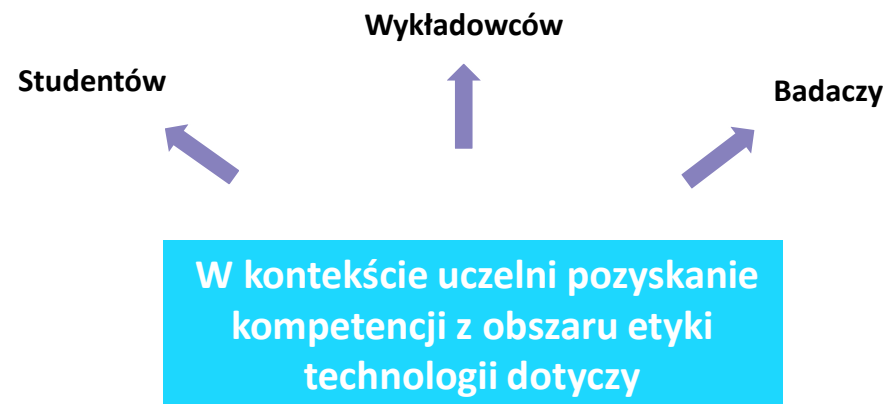 Wykładowców
Studentów
Badaczy
W kontekście uczelni pozyskanie
kompetencji z obszaru etyki
technologii dotyczy